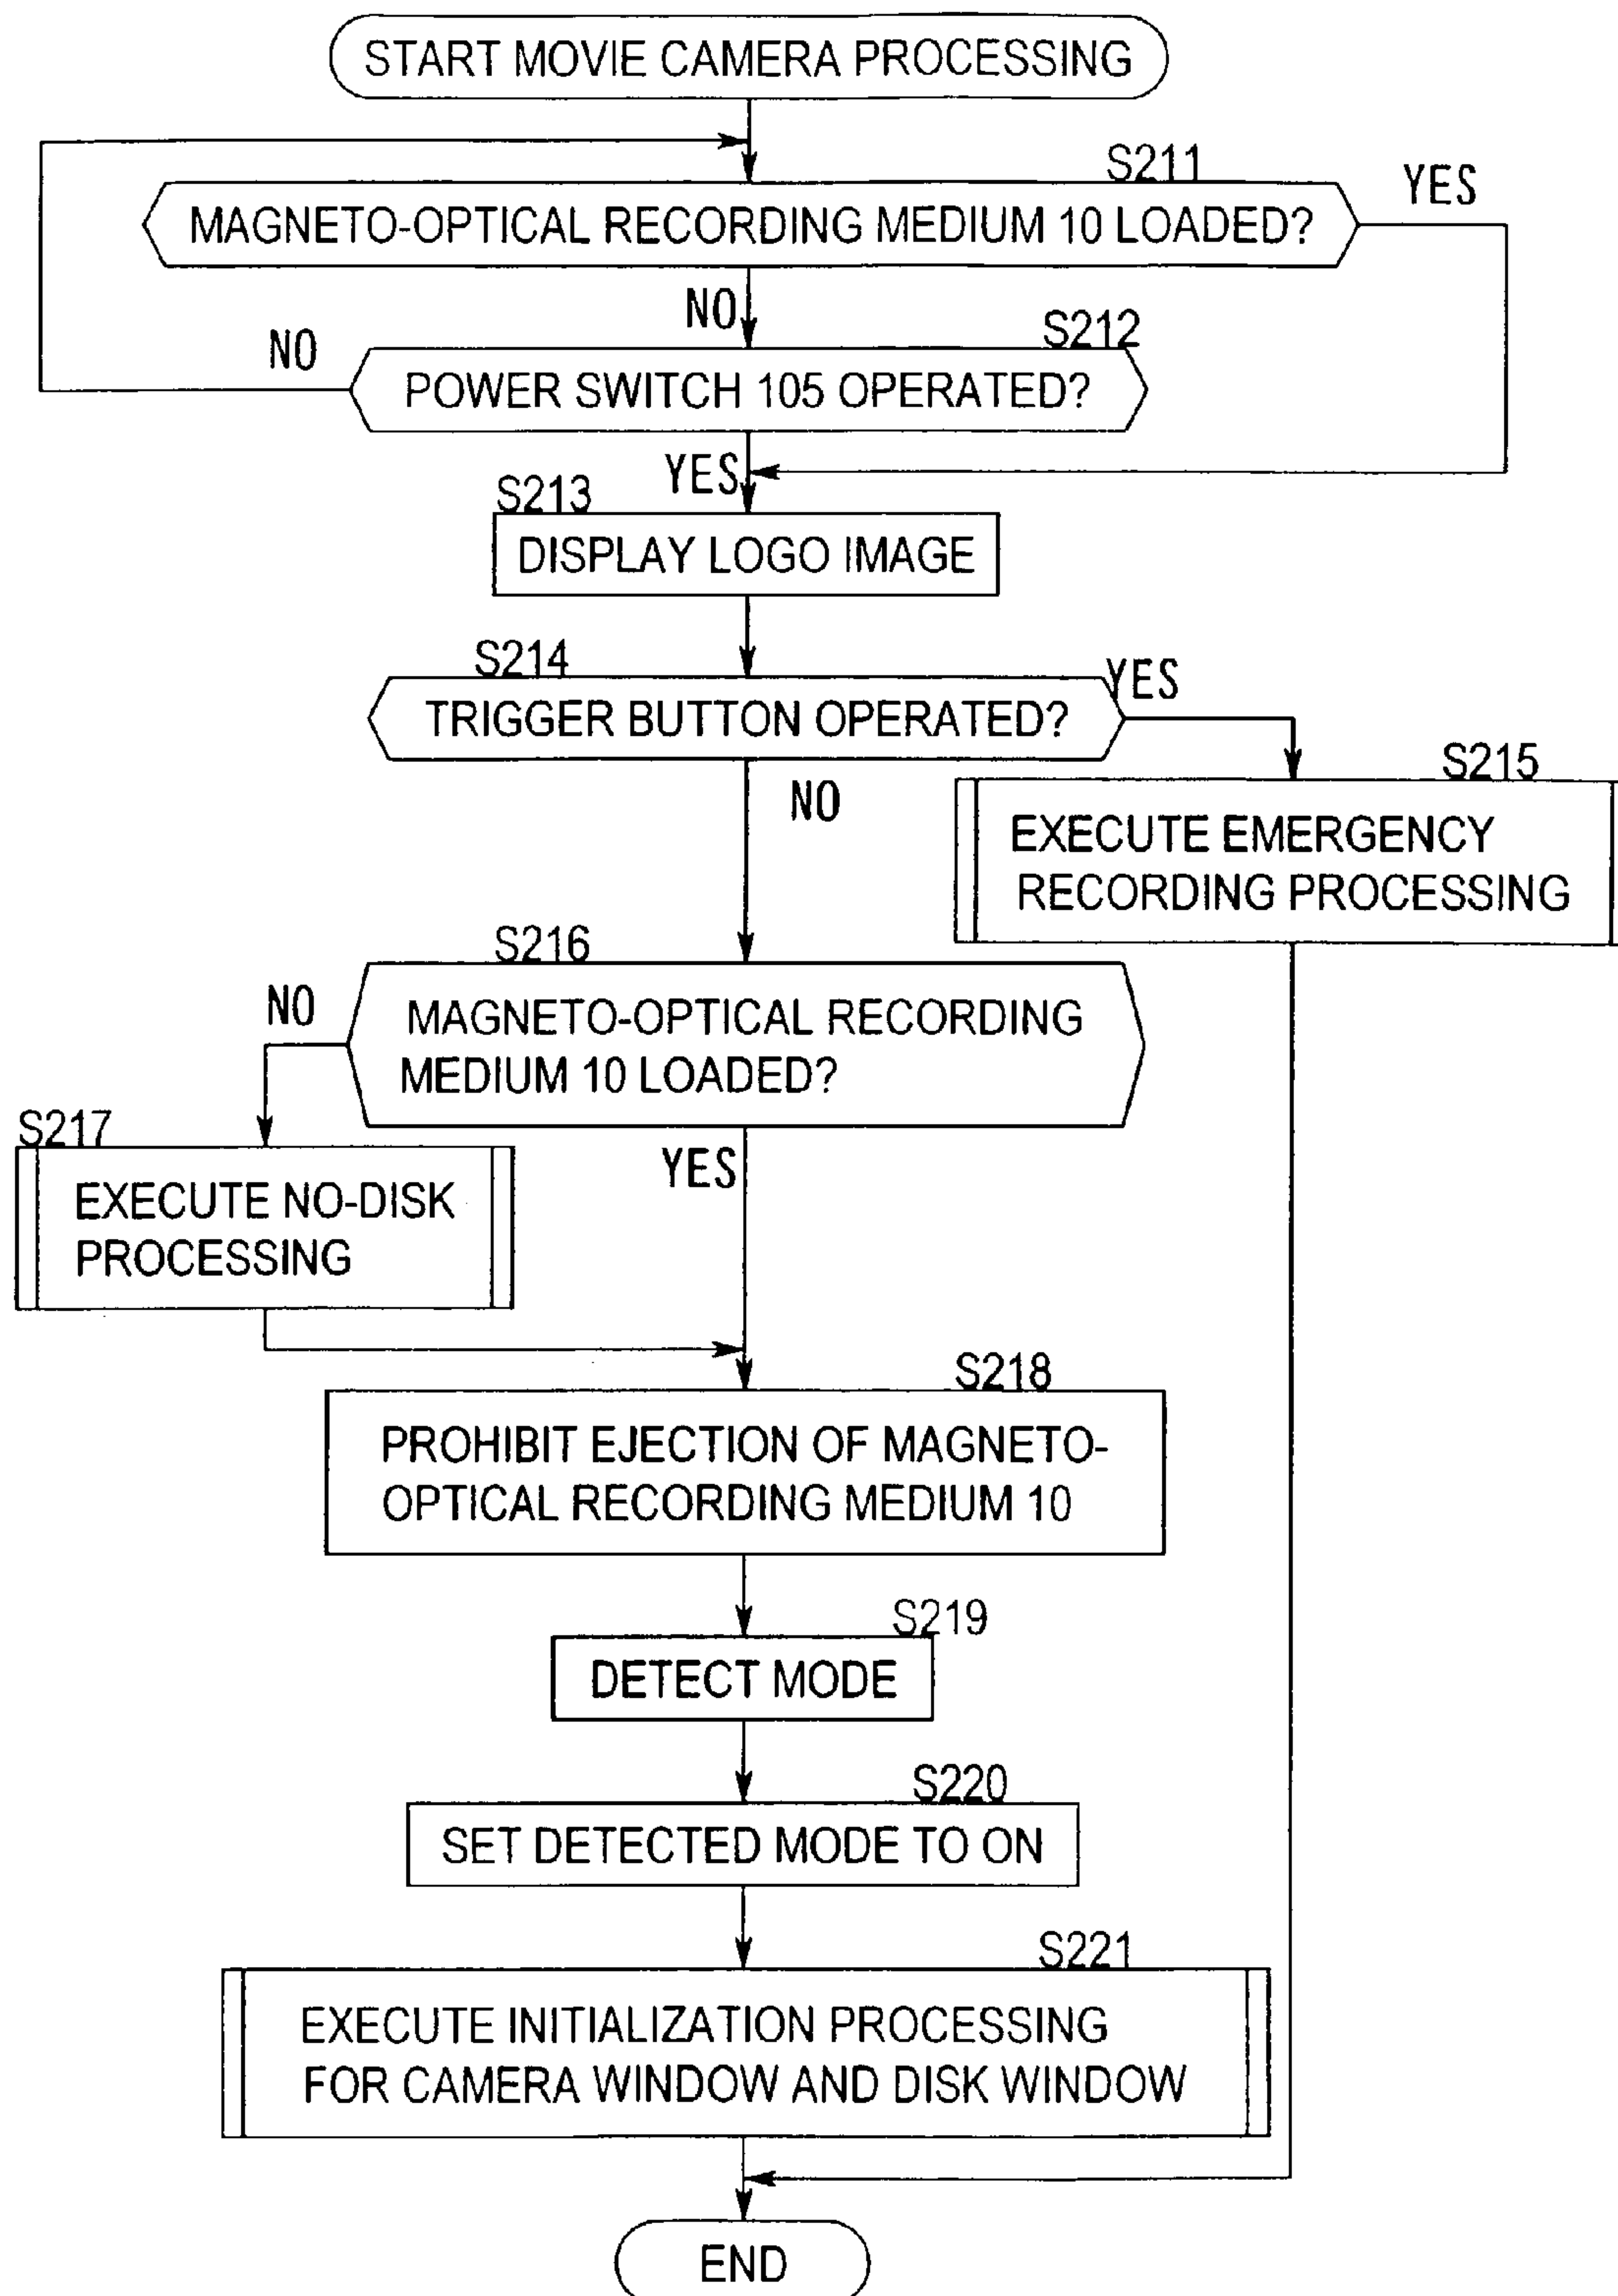 START MOVIE CAMERA PROCESSING
S211
YES
MAGNETO-OPTICAL RECORDING MEDIUM 10 LOADED?
NO
S212
NO
POWER SWITCH 105 OPERATED?
YES
S213
DISPLAY LOGO IMAGE
S214
YES
TRIGGER BUTTON OPERATED?
NO
S215
EXECUTE EMERGENCY
RECORDING PROCESSING
S216
NO
MAGNETO-OPTICAL RECORDING
MEDIUM 10 LOADED?
S217
YES
EXECUTE NO-DISK
PROCESSING
S218
PROHIBIT EJECTION OF MAGNETO-
OPTICAL RECORDING MEDIUM 10
S219
DETECT MODE
S220
SET DETECTED MODE TO ON
S221
EXECUTE INITIALIZATION PROCESSING
FOR CAMERA WINDOW AND DISK WINDOW
END